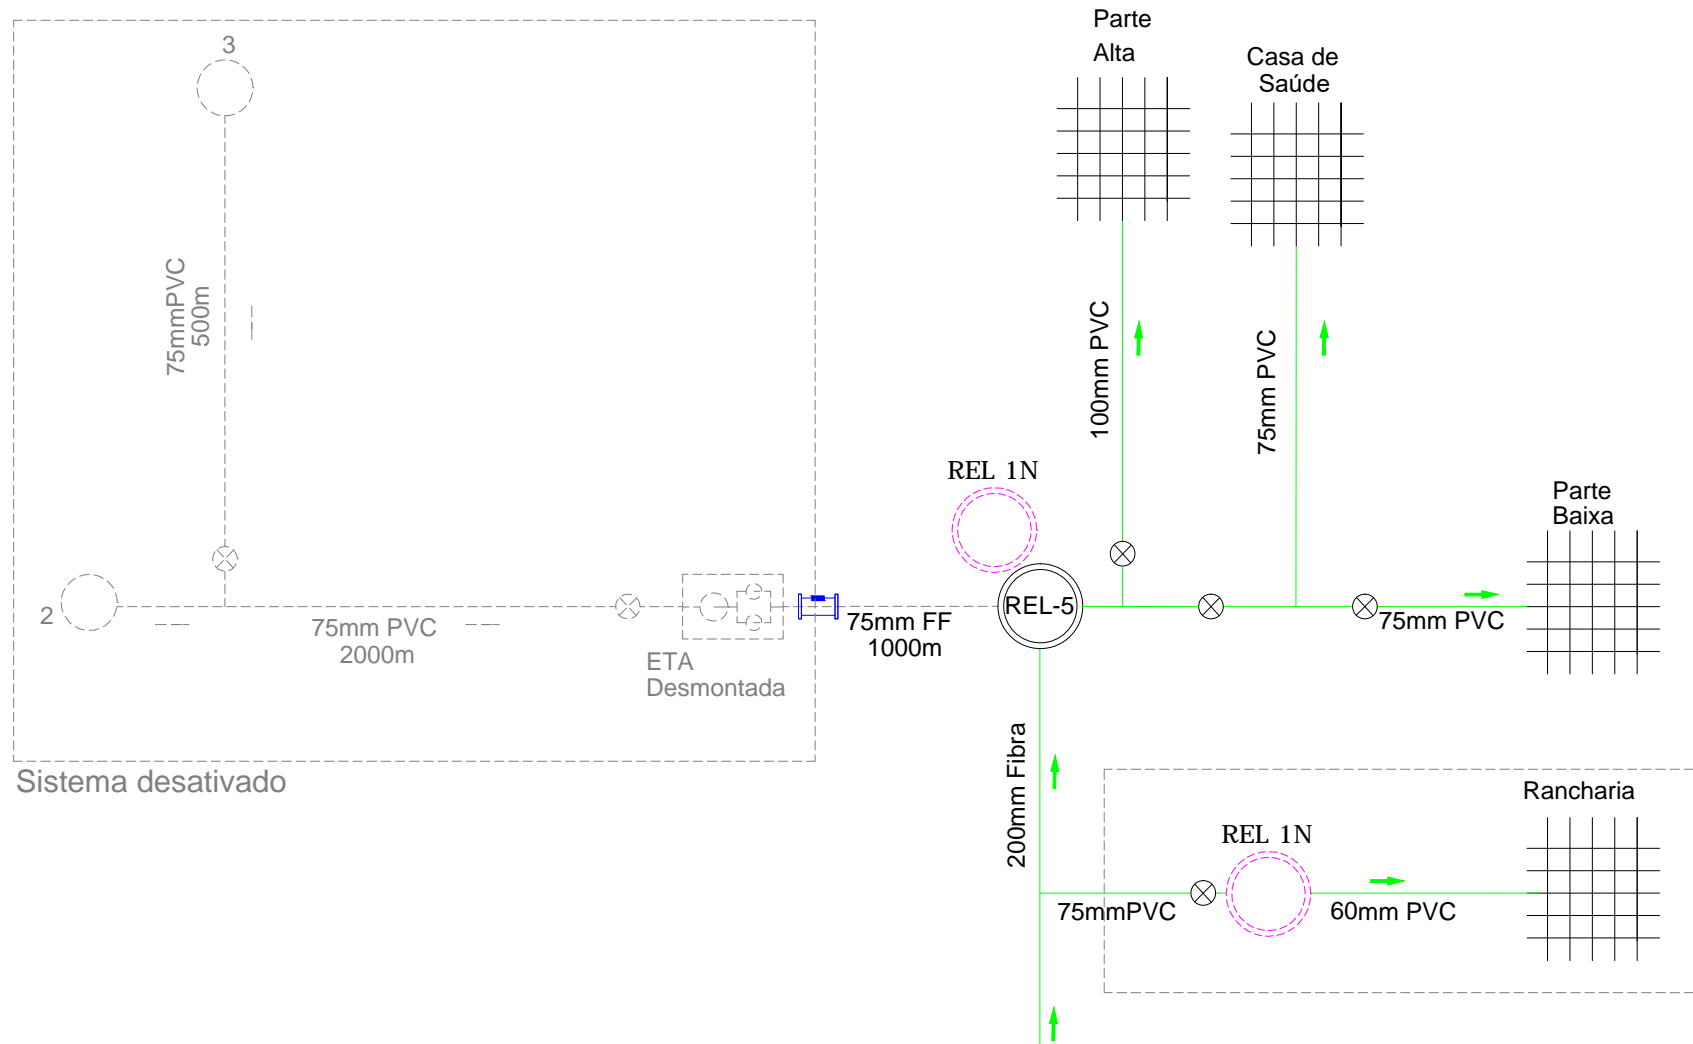 3
75mmPVC
500m
2
75mm PVC
2000m
ETA
Desmontada
Sistema desativado
Parte
Alta
Casa de
Saúde
100mm PVC
75mm PVC
REL 1N
REL-5
75mm FF
1000m
Parte
Baixa
75mm PVC
200mm Fibra
Rancharia
REL 1N
75mmPVC
60mm PVC